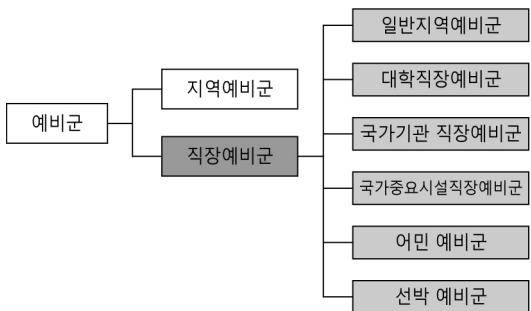 예비군
지역예비군
직장예비군
일반지역예비군
대학직장예비군
국가기관 직장예비군
국가중요시설직장예비군
어민 예비군
선박 예비군